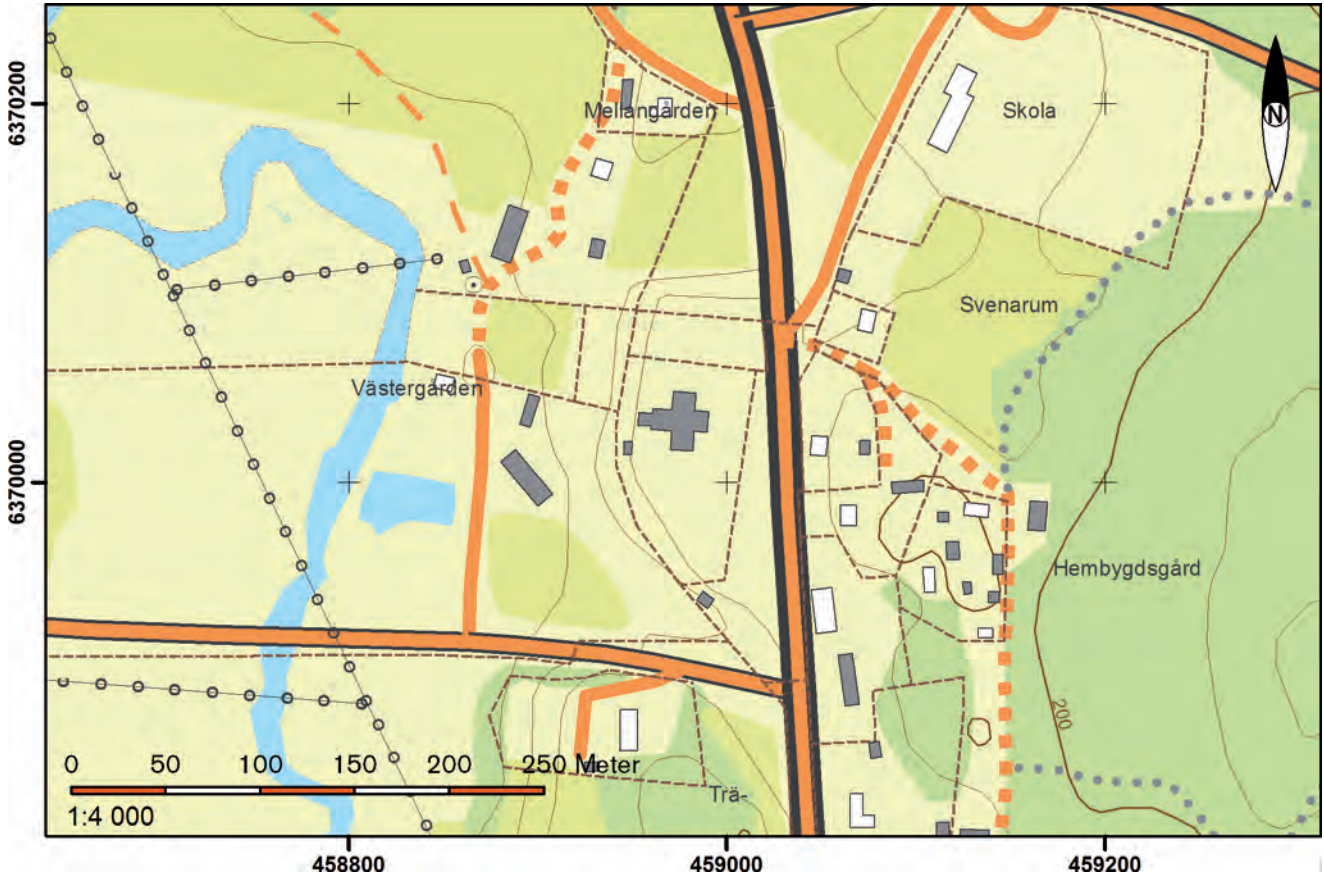 6370200
6370000
Mellangården
Skola
N
Svenarum
Västergården
Hembygdsgård
200
Trä-
0 50 100 150 200 250 Meter
1:4 000
458800 459000 459200